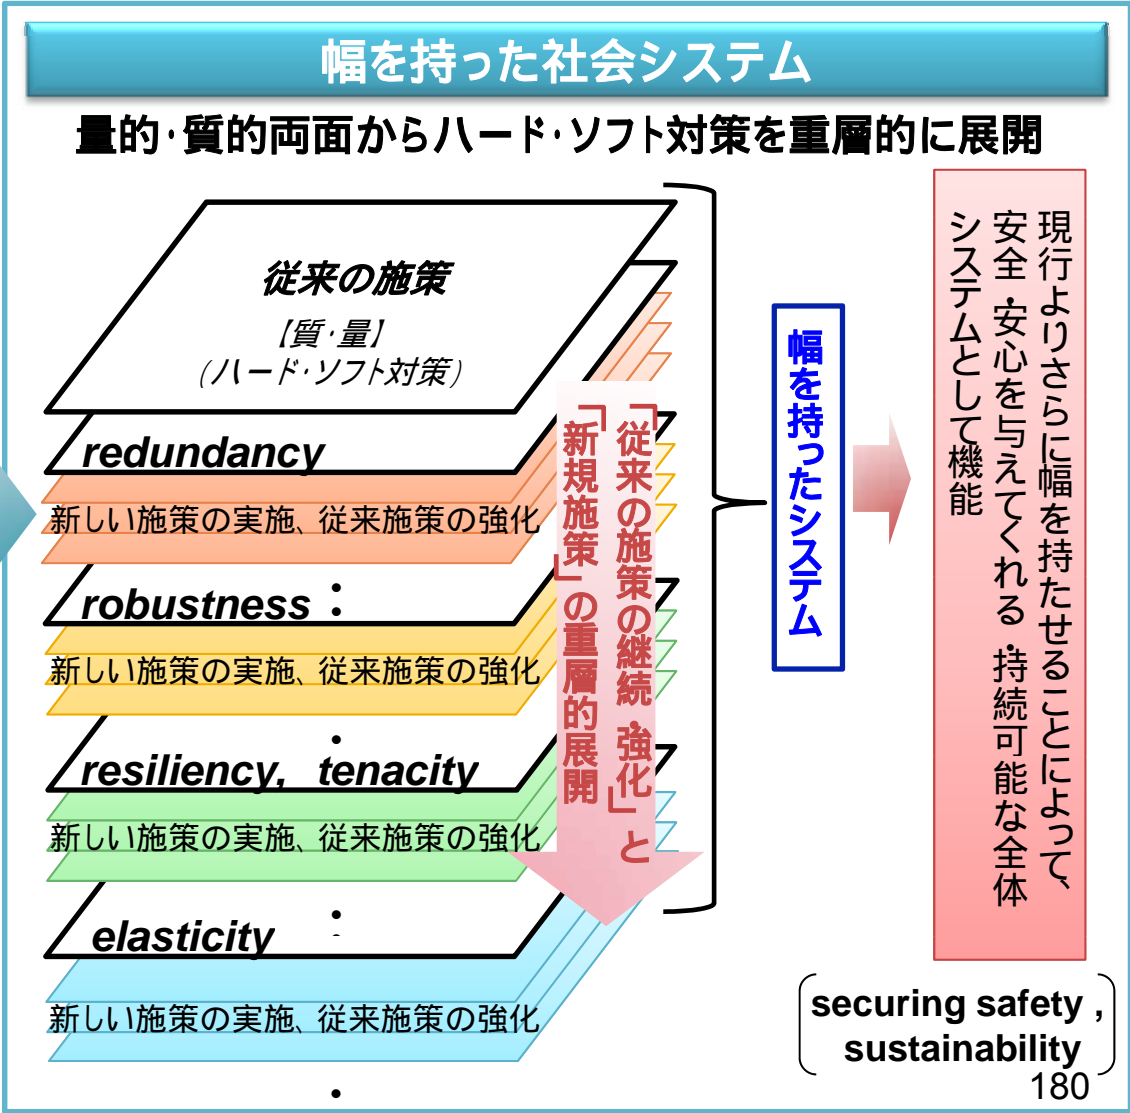 幅を持った社会システム
量的・質的両面からハード・ソフト対策を重層的に展開
従来の施策
【質・量】
(ハード・ソフト対策)
redundancy
新しい施策の実施、従来施策の強化
robustness
新しい施策の実施、従来施策の強化
resiliency, tenacity
新しい施策の実施、従来施策の強化
elasticity
新しい施策の実施、従来施策の強化
「従来の施策の継続・強化」と
「新規施策」の重層的展開
幅を持ったシステム
現行よりさらに幅を持たせることによって、
安全・安心を与えてくれる・持続可能な全体
システムとして機能
securing safety ,
sustainability
180